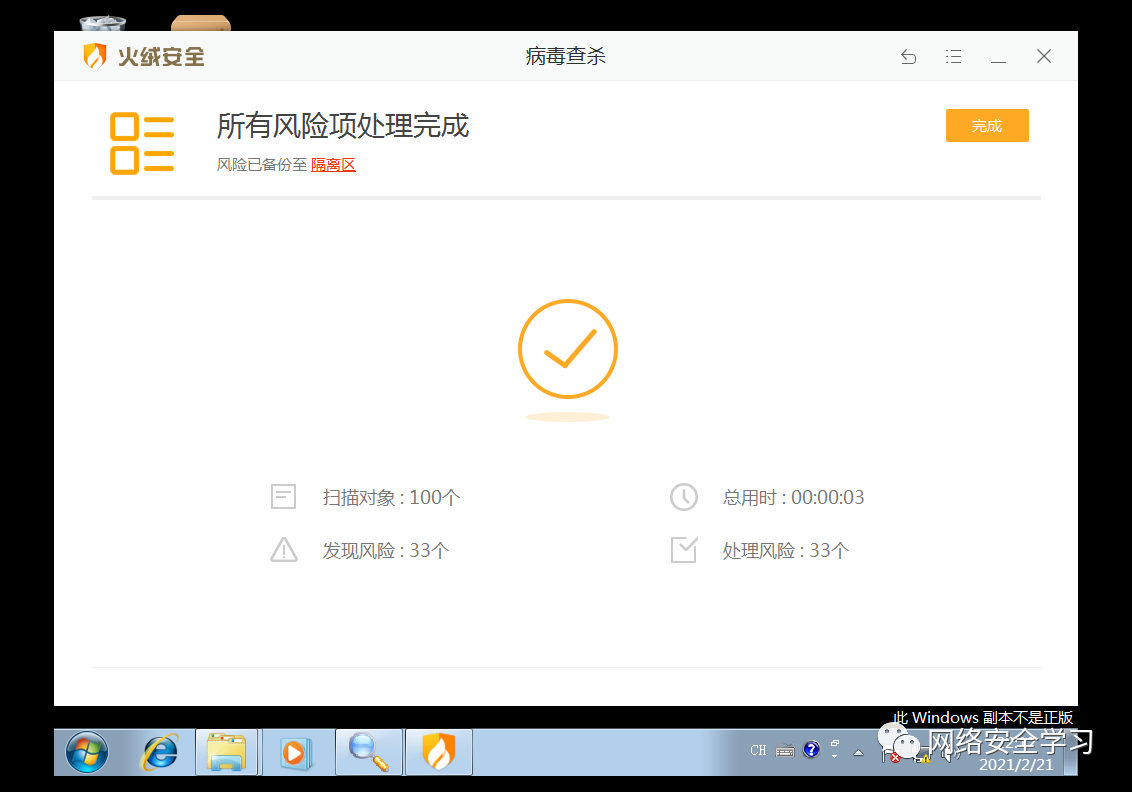 火绒安全
病毒查杀
所有风险项处理完成
完成
风险已备份至 隔离区
扫描对象 : 100个
总用时 : 00:00:03
发现风险 : 33个
处理风险 : 33个
此 Windows 副本不是正版
CH
网络安全学习
2021/2/21